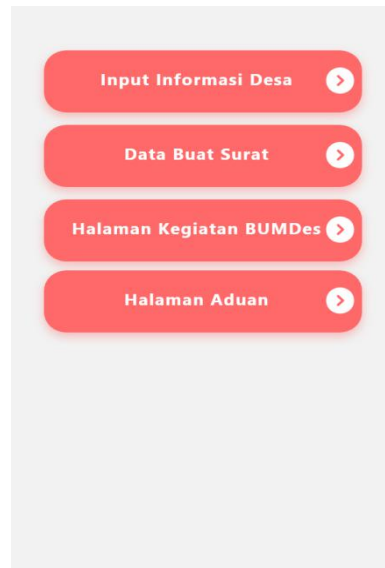 Input Informasi Desa
Data Buat Surat
Halaman Kegiatan BUMDes
Halaman Aduan